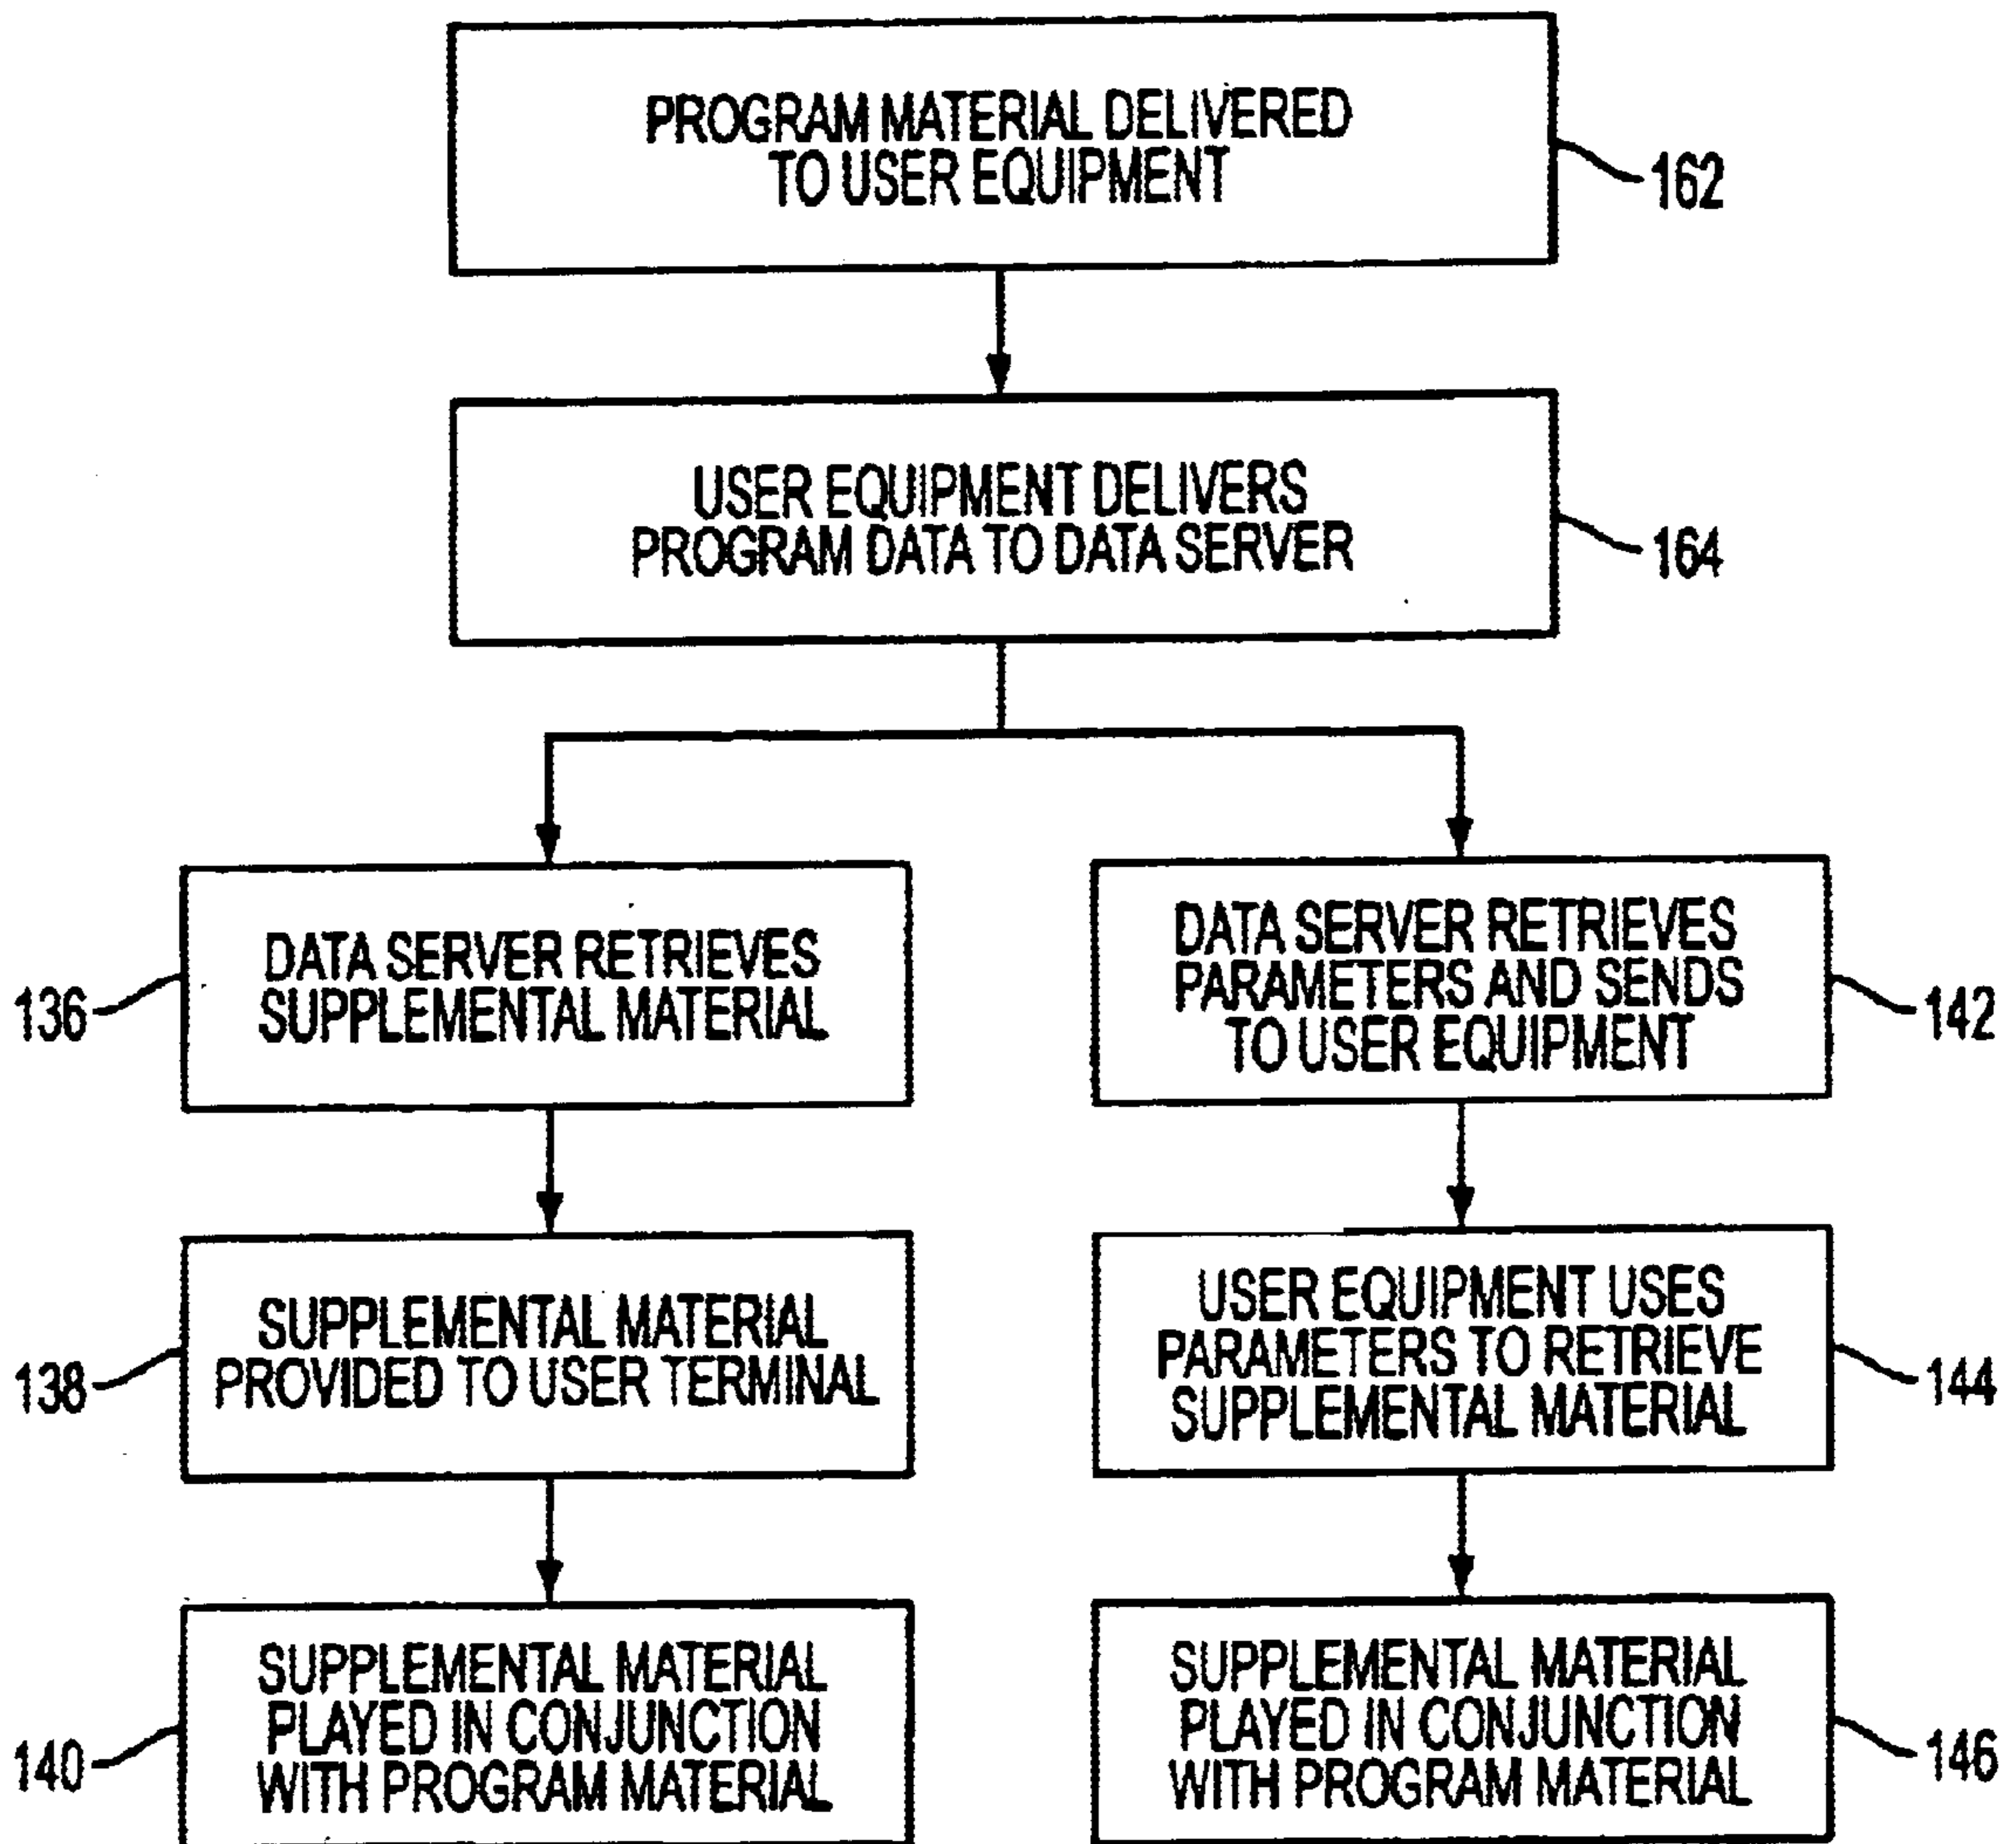 PROGRAM MATERIAL DELIVERED
TO USER EQUIPMENT
162
USER EQUIPMENT DELIVERS
PROGRAM DATA TO DATA SERVER
164
DATA SERVER RETRIEVES
SUPPLEMENTAL MATERIAL
136
DATA SERVER RETRIEVES
PARAMETERS AND SENDS
TO USER EQUIPMENT
142
SUPPLEMENTAL MATERIAL
PROVIDED TO USER TERMINAL
138
USER EQUIPMENT USES
PARAMETERS TO RETRIEVE
SUPPLEMENTAL MATERIAL
144
SUPPLEMENTAL MATERIAL
PLAYED IN CONJUNCTION
WITH PROGRAM MATERIAL
140
SUPPLEMENTAL MATERIAL
PLAYED IN CONJUNCTION
WITH PROGRAM MATERIAL
146